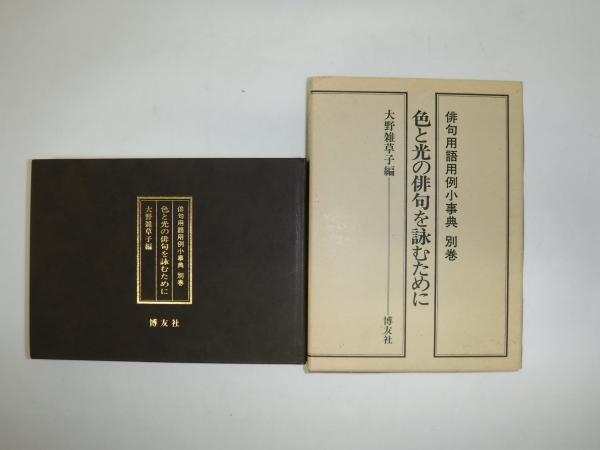 俳句用語用例小事典 別巻
色と光の俳句を詠むために
大野雑草子編
博友社
俳句用語用例小事典 別巻
色と光の俳句を詠むために
大野雑草子編
博友社